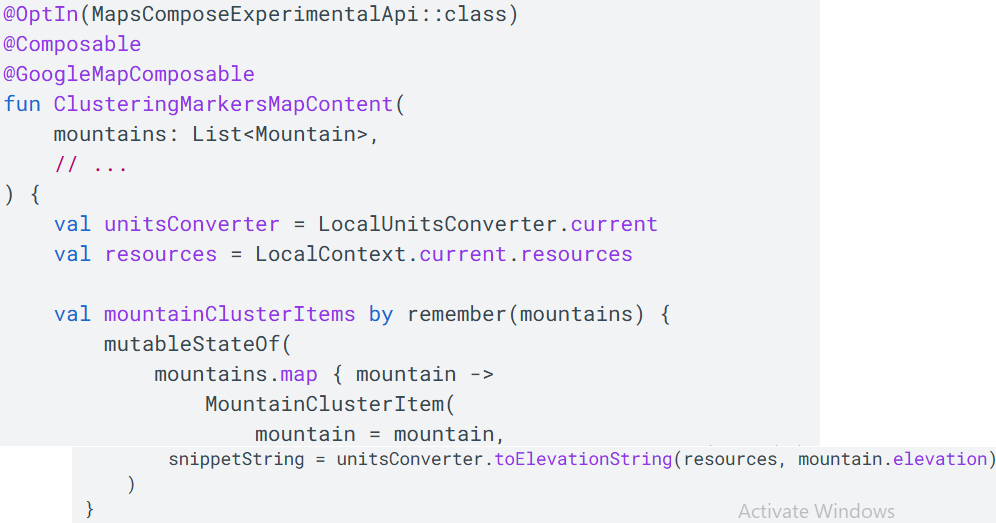 @OptIn(MapsComposeExperimentalApi::class)
@Composable
@GoogleMapComposable
fun ClusteringMarkersMapContent(
    mountains: List<Mountain>,
    // ...
) {
    val unitsConverter = LocalUnitsConverter.current
    val resources = LocalContext.current.resources

    val mountainClusterItems by remember(mountains) {
        mutableStateOf(
            mountains.map { mountain ->
                MountainClusterItem(
                    mountain = mountain,
        snippetString = unitsConverter.toElevationString(resources, mountain.elevation)
    )
}
Activate Windows